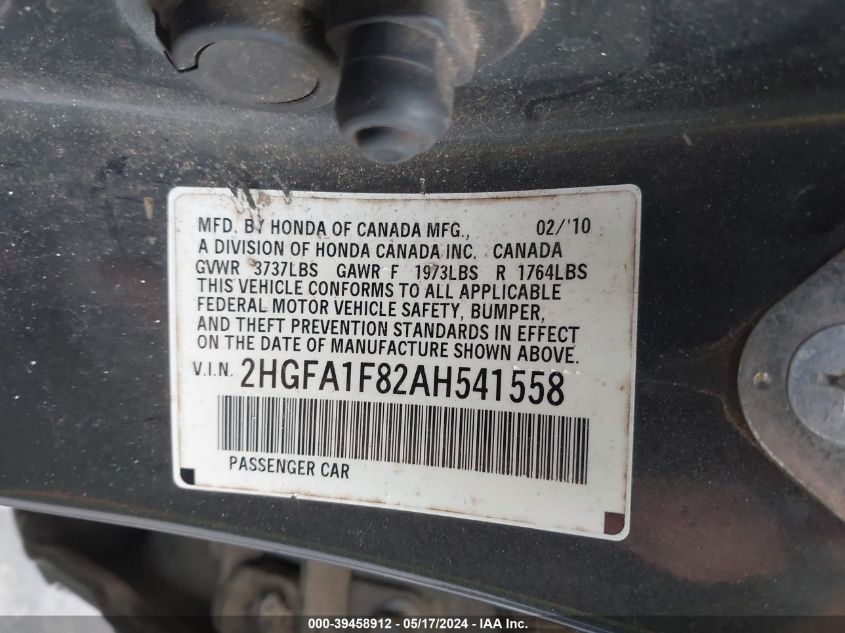 MFD. BY HONDA OF CANADA MFG., 02/'10
A DIVISION OF HONDA CANADA INC. CANADA
GVWR 3737LBS GAWR F 1973LBS R 1764LBS
THIS VEHICLE CONFORMS TO ALL APPLICABLE
FEDERAL MOTOR VEHICLE SAFETY, BUMPER,
AND THEFT PREVENTION STANDARDS IN EFFECT
ON THE DATE OF MANUFACTURE SHOWN ABOVE.
V.I.N. 2HGFA1F82AH541558
PASSENGER CAR
000-39458912 - 05/17/2024 - IAA Inc.